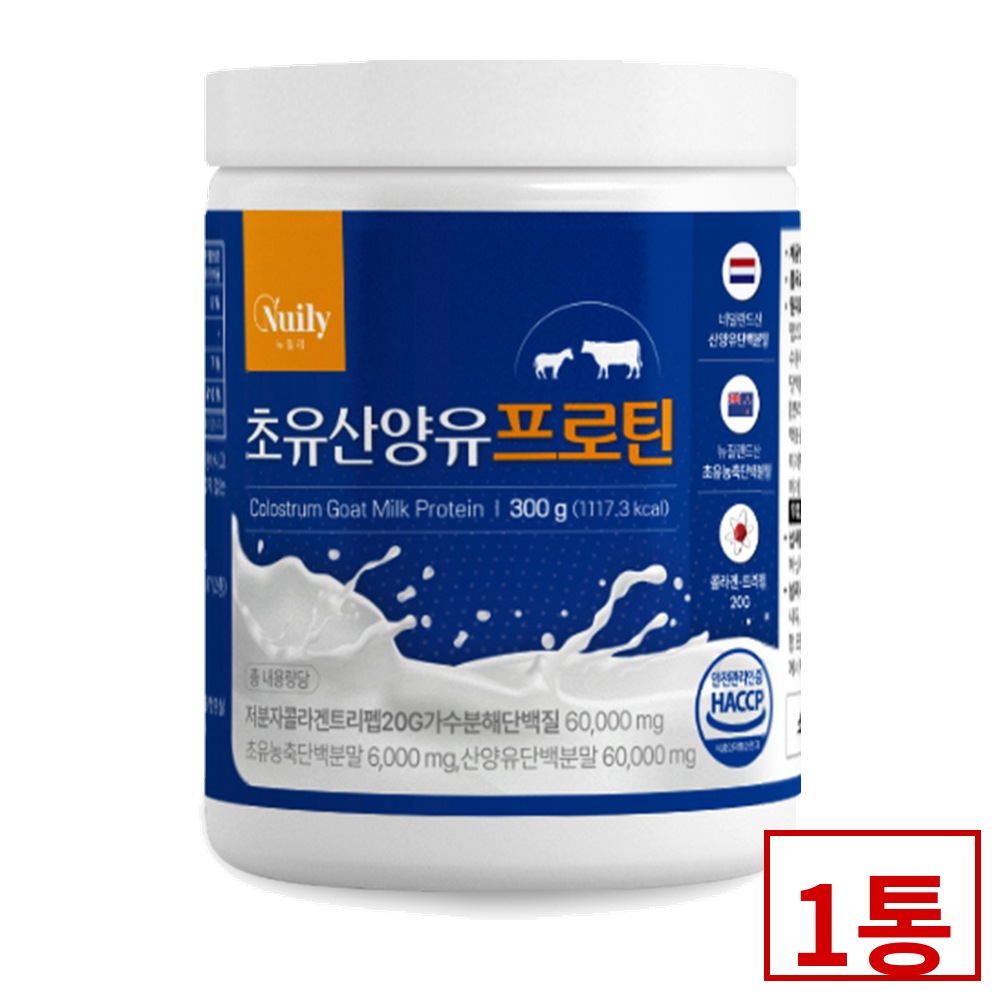 Nuily
뉴일리
초유산양유프로틴
Colostrum Goat Milk Protein | 300 g (1117.3 kcal)
네덜란드산
산양유단백분말
뉴질랜드산
초유농축단백분말
콜라겐·트리펩
20G
총 내용량당
저분자콜라겐트리펩20G가수분해단백질 60,000 mg
초유농축단백분말 6,000 mg,산양유단백분말 60,000 mg
안전관리인증
HACCP
1통